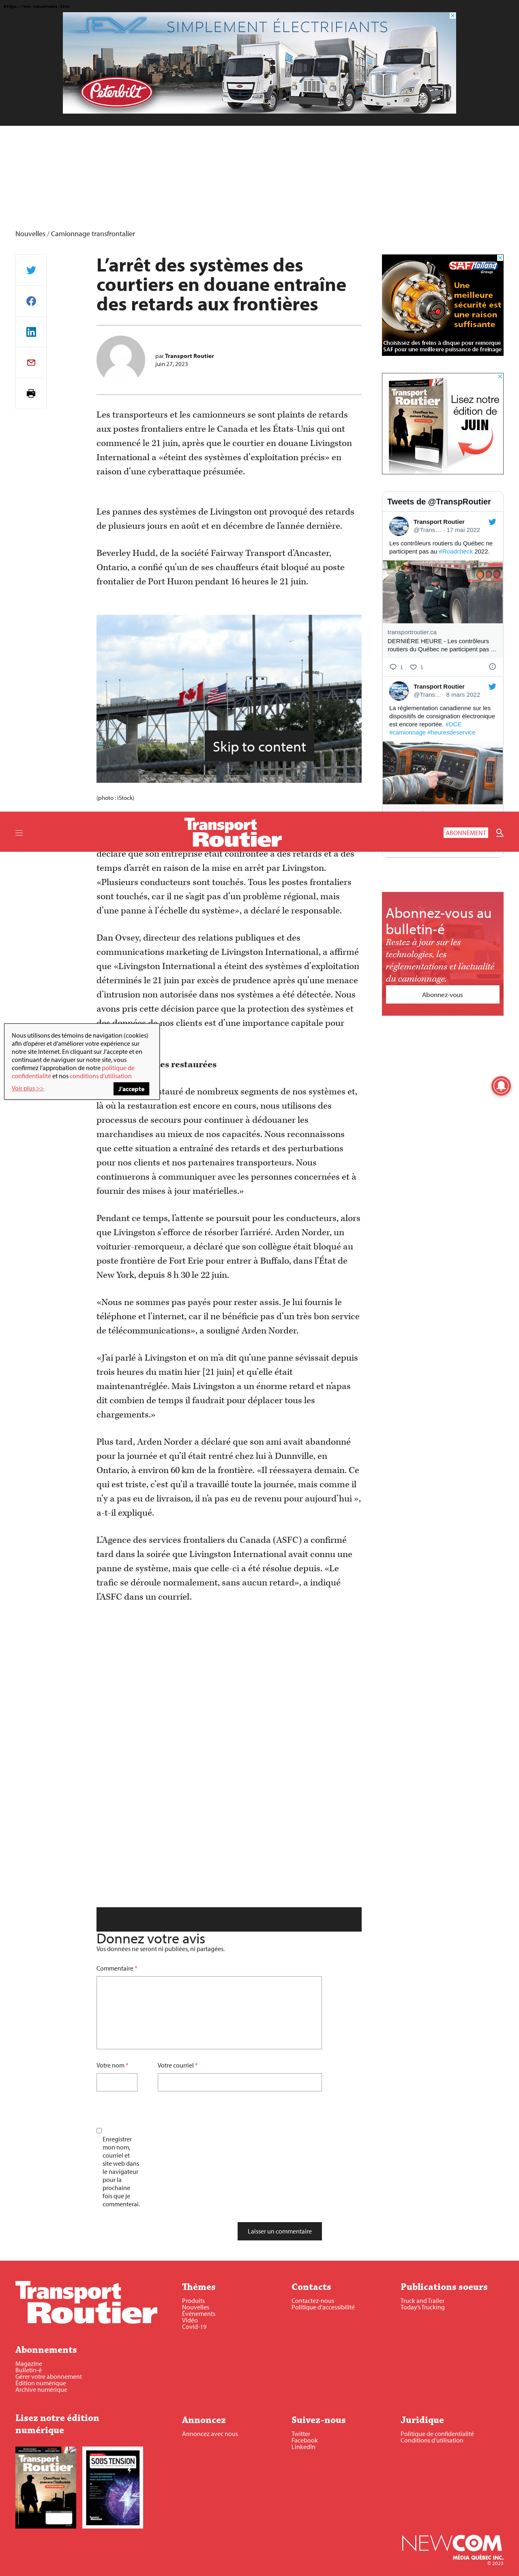 SIMPLEMENT ÉLECTRIFIANTS
Peterbilt
Nouvelles / Camionnage transfrontalier
L’arrêt des systèmes des
courtiers en douane entraîne
des retards aux frontières
par Transport Routier
juin 27, 2023
Les transporteurs et les camionneurs se sont plaints de retards
aux postes frontaliers entre le Canada et les États-Unis qui ont
commencé le 21 juin, après que le courtier en douane Livingston
International a «éteint des systèmes d’exploitation précis» en
raison d’une cyberattaque présumée.
Les pannes des systèmes de Livingston ont provoqué des retards
de plusieurs jours en août et en décembre de l’année dernière.
Beverley Hudd, de la société Fairway Transport d’Ancaster,
Ontario, a confié qu’un de ses chauffeurs était bloqué au poste
frontalier de Port Huron pendant 16 heures le 21 juin.
Skip to content
(photo : iStock)
Transport
Routier
ABONNEMENT
déclaré que son entreprise était confrontée à des retards et à des
temps d’arrêt en raison de la mise en arrêt par Livingston.
«Plusieurs conducteurs sont touchés. Tous les postes frontaliers
sont touchés, car il ne s’agit pas d’un problème régional, mais
d’une panne à l’échelle du système», a déclaré le responsable.
Dan Ovsey, directeur des relations publiques et des
communications marketing de Livingston International, a affirmé
que «Livingston International a éteint des systèmes d’exploitation
déterminés le 21 juin par excès de prudence après qu’une menace
d’intrusion non autorisée dans nos systèmes a été détectée. Nous
avons pris cette décision parce que la protection des systèmes et
des données de nos clients est d’une importance capitale pour
es restaurées
tauré de nombreux segments de nos systèmes et,
là où la restauration est encore en cours, nous utilisons des
processus de secours pour continuer à dédouaner les
marchandises au mieux de nos capacités. Nous reconnaissons
que cette situation a entraîné des retards et des perturbations
pour nos clients et nos partenaires transporteurs. Nous
continuerons à communiquer avec les personnes concernées et à
fournir des mises à jour matérielles.»
Pendant ce temps, l’attente se poursuit pour les conducteurs, alors
que Livingston s’efforce de résorber l’arriéré. Arden Norder, un
voiturier-remorqueur, a déclaré que son collègue était bloqué au
poste frontière de Fort Erie pour entrer à Buffalo, dans l’État de
New York, depuis 8 h 30 le 22 juin.
«Nous ne sommes pas payés pour rester assis. Je lui fournis le
téléphone et l’internet, car il ne bénéficie pas d’un très bon service
de télécommunications», a souligné Arden Norder.
«J’ai parlé à Livingston et on m’a dit qu’une panne sévissait depuis
trois heures du matin hier [21 juin] et qu’elle était
maintenantréglée. Mais Livingston a un énorme retard et n’apas
dit combien de temps il faudrait pour déplacer tous les
chargements.»
Plus tard, Arden Norder a déclaré que son ami avait abandonné
pour la journée et qu’il était rentré chez lui à Dunnville, en
Ontario, à environ 60 km de la frontière. «Il réessayera demain. Ce
qui est triste, c’est qu’il a travaillé toute la journée, mais comme il
n’y a pas eu de livraison, il n’a pas eu de revenu pour aujourd’hui »,
a-t-il expliqué.
L’Agence des services frontaliers du Canada (ASFC) a confirmé
tard dans la soirée que Livingston International avait connu une
panne de système, mais que celle-ci a été résolue depuis. «Le
trafic se déroule normalement, sans aucun retard», a indiqué
l’ASFC dans un courriel.
SAF Holland
Group
Une
meilleure
sécurité est
une raison
suffisante
Choisissez des freins à disque pour remorque
SAF pour une meilleure puissance de freinage
Transport
Routier
Lisez notre
édition de
JUIN
Tweets de @TranspRoutier
Transport Routier
@Trans… · 17 mai 2022
Les contrôleurs routiers du Québec ne
participent pas au #Roadcheck 2022.
transportroutier.ca
DERNIÈRE HEURE - Les contrôleurs
routiers du Québec ne participent pas …
1 1
Transport Routier
@Trans… · 8 mars 2022
La réglementation canadienne sur les
dispositifs de consignation électronique
est encore reportée. #DCE
#camionnage #heuresdeservice
Abonnez-vous au
bulletin-é
Restez à jour sur les
technologies, les
réglementations et l’actualité
du camionnage.
Abonnez-vous
Nous utilisons des témoins de navigation (cookies)
afin d’opérer et d’améliorer votre expérience sur
notre site Internet. En cliquant sur J’accepte et en
continuant de naviguer sur notre site, vous
confirmez l’approbation de notre politique de
confidentialité et nos conditions d’utilisation
Voir plus >>
J’accepte
Donnez votre avis
Vos données ne seront ni publiées, ni partagées.
Commentaire *
Votre nom * Votre courriel *
Enregistrer
mon nom,
courriel et
site web dans
le navigateur
pour la
prochaine
fois que je
commenterai.
Laisser un commentaire
Transport
Routier
Thèmes
Produits
Nouvelles
Événements
Vidéo
Covid-19
Contacts
Contactez-nous
Politique d’accessibilité
Publications soeurs
Truck and Trailer
Today’s Trucking
Abonnements
Magazine
Bulletin-é
Gérer votre abonnement
Édition numérique
Archive numérique
Lisez notre édition
numérique
Transport
Routier
SOUS TENSION
Annoncez
Annoncez avec nous
Suivez-nous
Twitter
Facebook
LinkedIn
Juridique
Politique de confidentialité
Conditions d’utilisation
NEWCOM
MÉDIA QUÉBEC INC.
© 2023